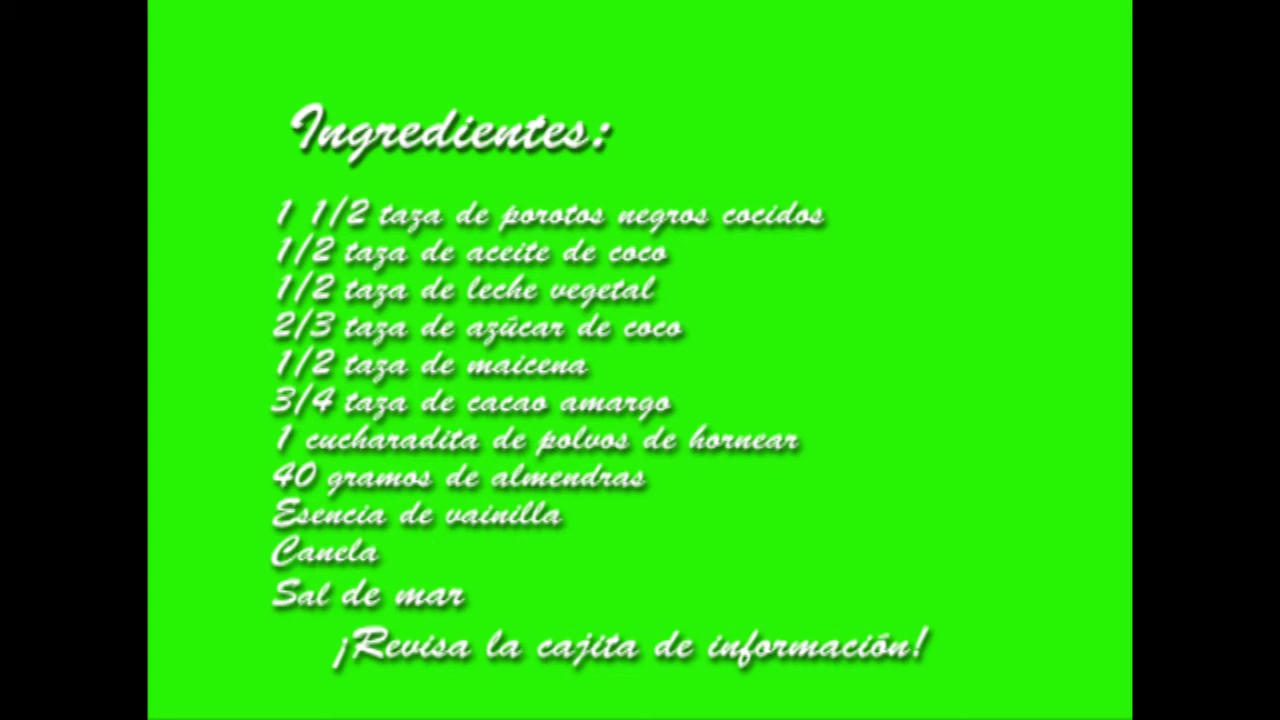 Ingredientes:
1 1/2 taza de porotos negros cocidos
1/2 taza de aceite de coco
1/2 taza de leche vegetal
2/3 taza de azúcar de coco
1/2 taza de maicena
3/4 taza de cacao amargo
1 cucharadita de polvos de hornear
40 gramos de almendras
Esencia de vainilla
Canela
Sal de mar
¡Revisa la cajita de información!